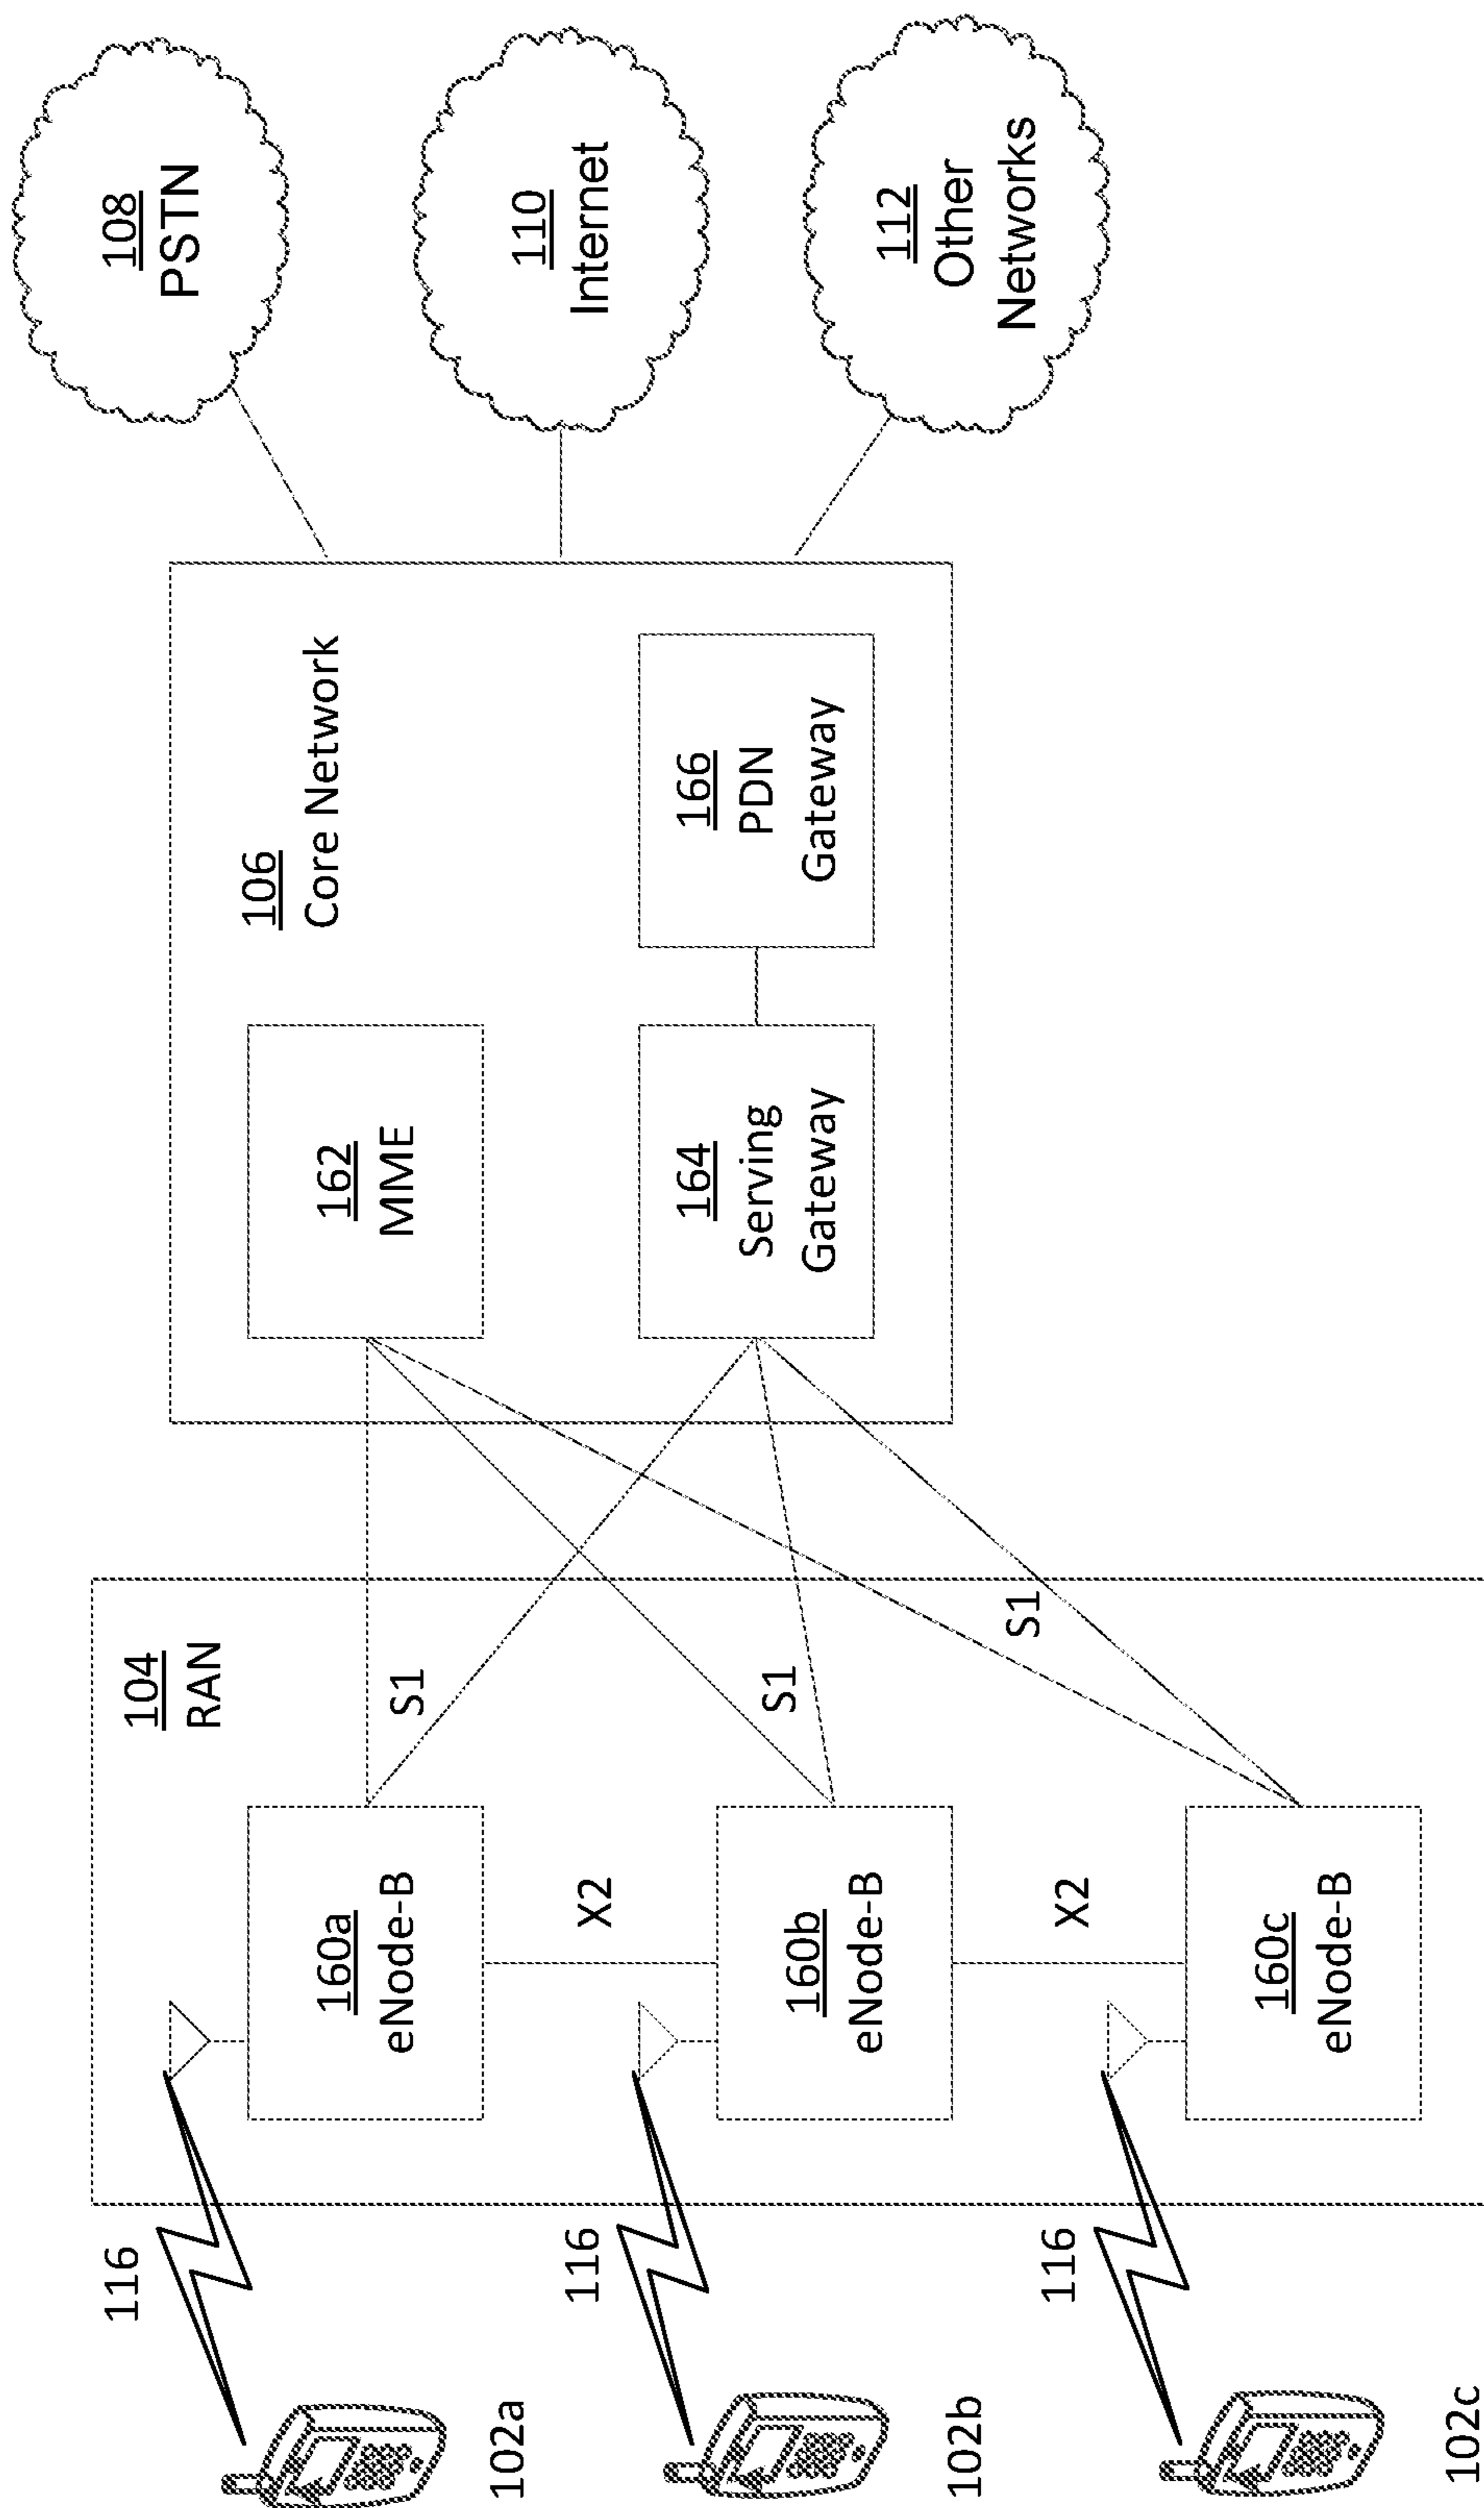 102a
102b
102c
116
116
116
104
RAN
160a
eNode-B
X2
160b
eNode-B
X2
160c
eNode-B
S1
S1
S1
106
Core Network
162
MME
164
Serving
Gateway
166
PDN
Gateway
108
PSTN
110
Internet
112
Other
Networks